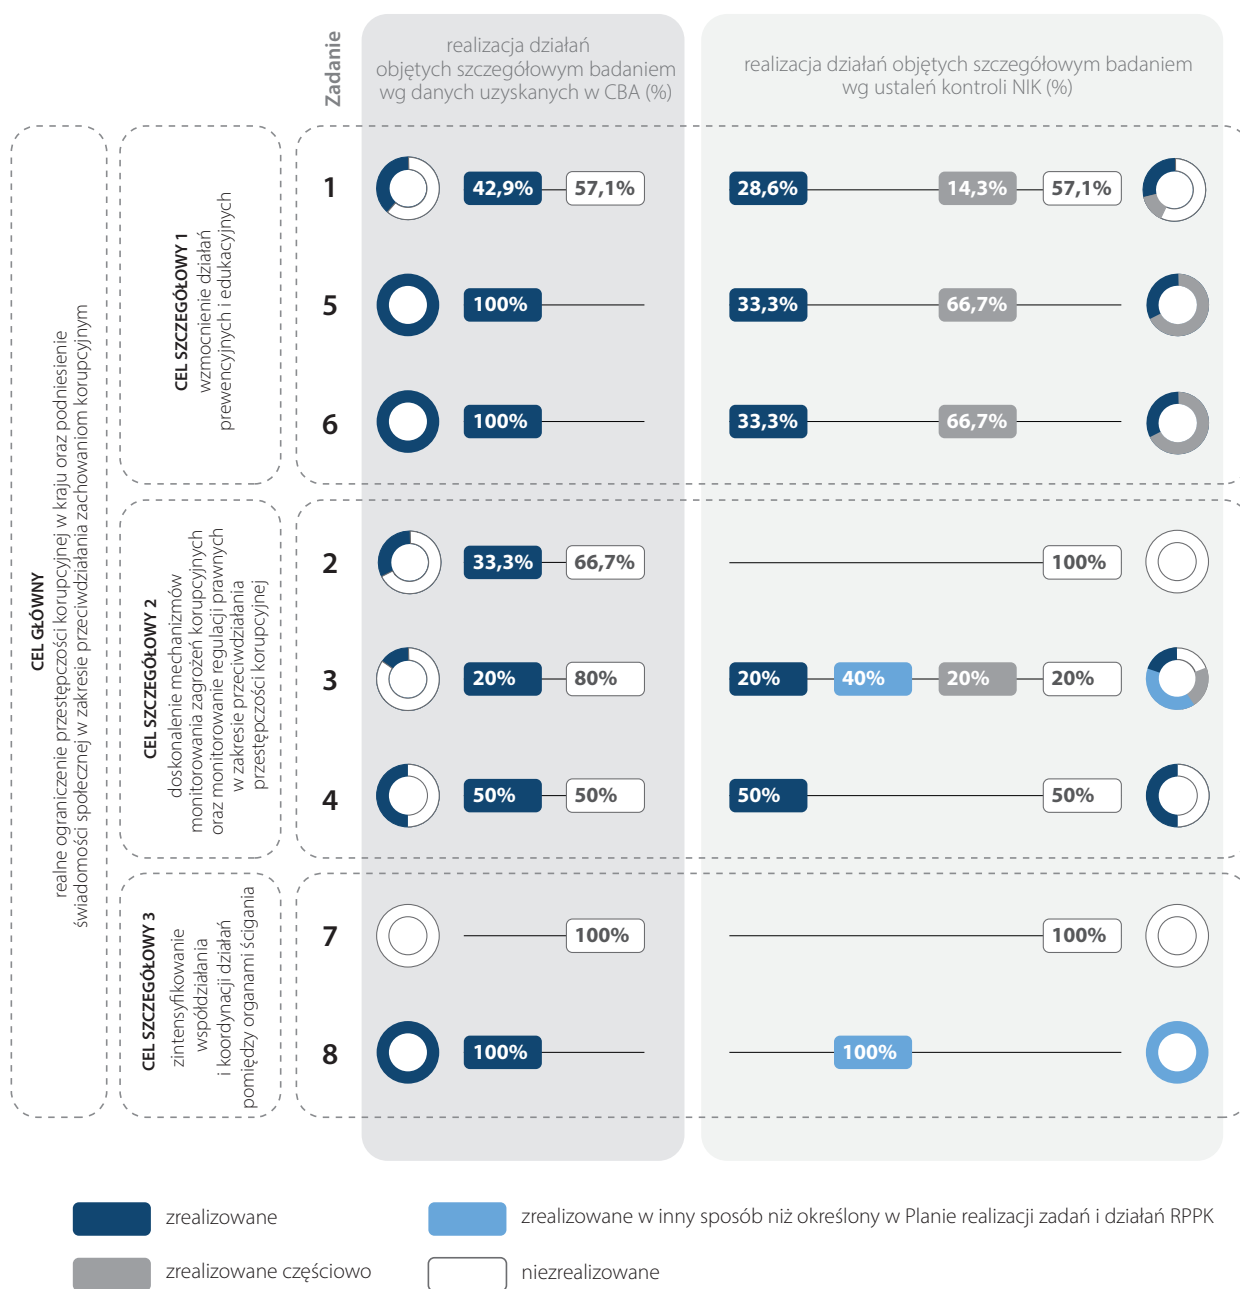 Zadanie
realizacja działań
objętych szczegółowym badaniem
wg danych uzyskanych w CBA (%)
realizacja działań objętych szczegółowym badaniem
wg ustaleń kontroli NIK (%)
CEL GŁÓWNY
realne ograniczenie przestępczości korupcyjnej w kraju oraz podniesienie
świadomości społecznej w zakresie przeciwdziałania zachowaniom korupcyjnym
CEL SZCZEGÓŁOWY 1
wzmocnienie działań
prewencyjnych i edukacyjnych
1 42,9% 57,1% 28,6% 14,3% 57,1%
5 100% 33,3% 66,7%
6 100% 33,3% 66,7%
CEL SZCZEGÓŁOWY 2
doskonalenie mechanizmów
monitorowania zagrożeń korupcyjnych
oraz monitorowanie regulacji prawnych
w zakresie przeciwdziałania
przestępczości korupcyjnej
2 33,3% 66,7% 100%
3 20% 80% 20% 40% 20% 20%
4 50% 50% 50% 50%
CEL SZCZEGÓŁOWY 3
zintensyfikowanie
współdziałania
i koordynacji działań
pomiędzy organami ścigania
7 100% 100%
8 100% 100%
zrealizowane
zrealizowane w inny sposób niż określony w Planie realizacji zadań i działań RPPK
zrealizowane częściowo
niezrealizowane